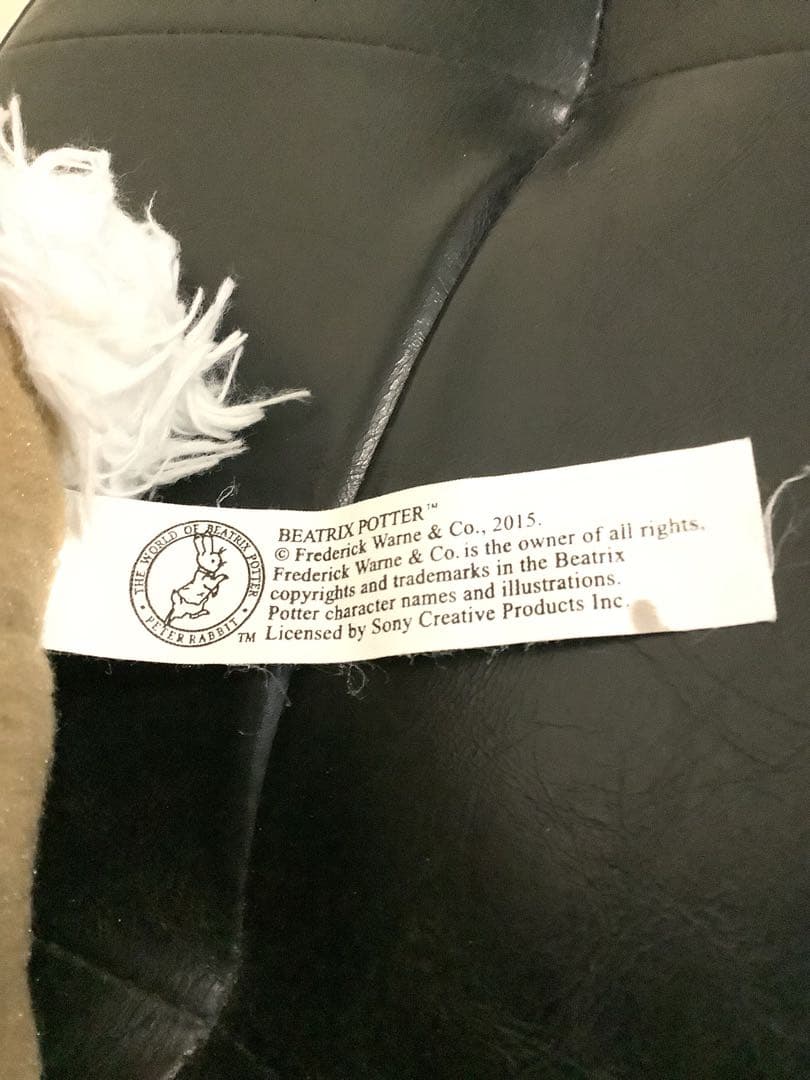 THE WORLD OF BEATRIX POTTER
• PETER RABBIT •
TM
BEATRIX POTTER™
© Frederick Warne & Co., 2015.
Frederick Warne & Co. is the owner of all rights,
copyrights and trademarks in the Beatrix
Potter character names and illustrations.
Licensed by Sony Creative Products Inc.